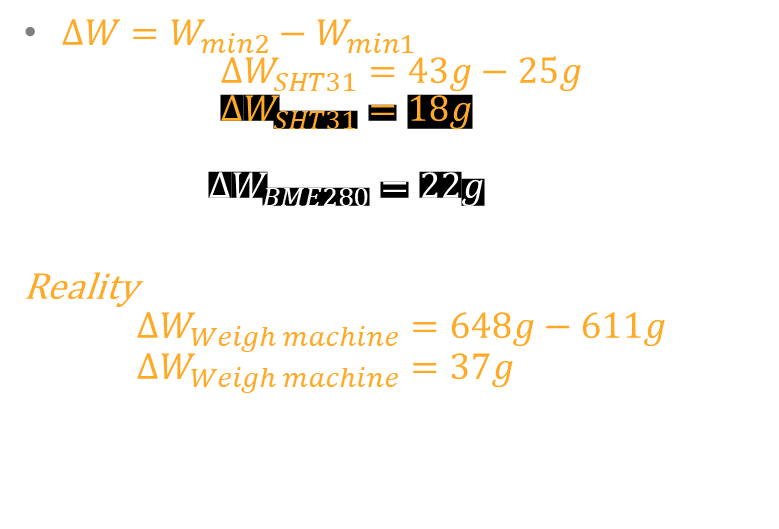 • ΔW = W_min2 − W_min1
ΔW_SHT31 = 43g − 25g
ΔW_SHT31 = 18g
ΔW_BME280 = 22g
Reality
ΔW_Weigh machine = 648g − 611g
ΔW_Weigh machine = 37g